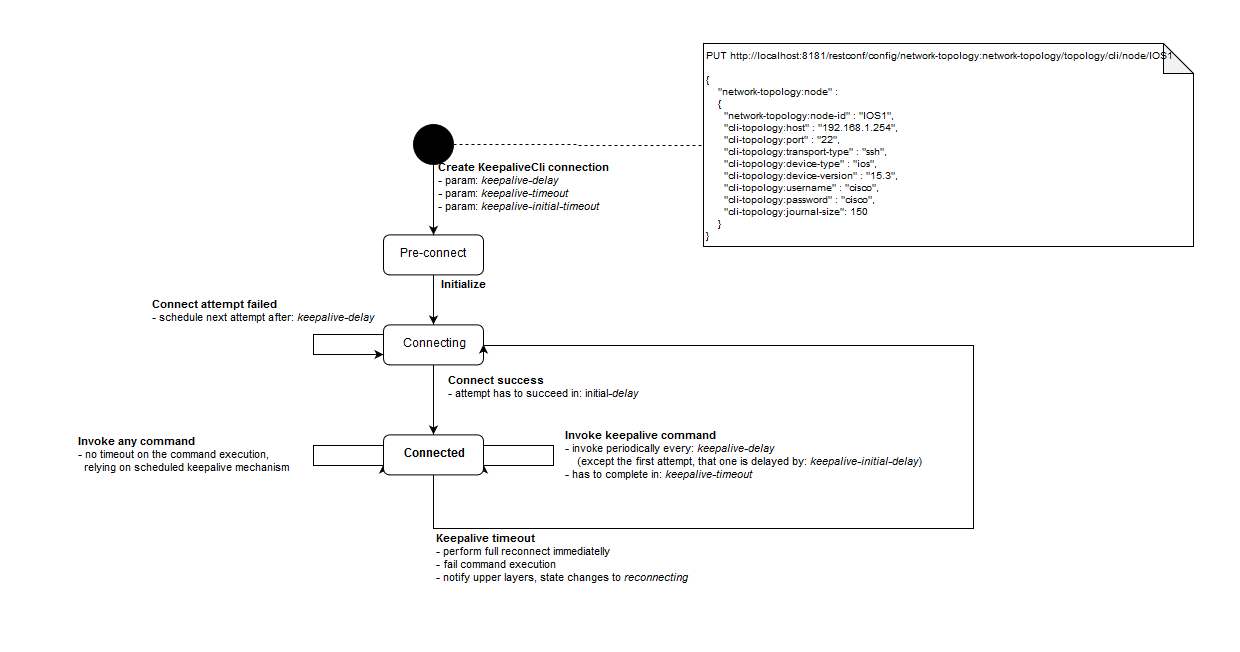 PUT http://localhost:8181/restconf/config/network-topology:network-topology/topology/cli/node/IOS1
{
"network-topology:node" :
{
"network-topology:node-id" : "IOS1",
"cli-topology:host" : "192.168.1.254",
"cli-topology:port" : "22",
"cli-topology:transport-type" : "ssh",
"cli-topology:device-type" : "ios",
"cli-topology:device-version" : "15.3",
"cli-topology:username" : "cisco",
"cli-topology:password" : "cisco",
"cli-topology:journal-size": 150
}
}
Create KeepaliveCli connection
- param: keepalive-delay
- param: keepalive-timeout
- param: keepalive-initial-timeout
Pre-connect
Initialize
Connect attempt failed
- schedule next attempt after: keepalive-delay
Connecting
Connect success
- attempt has to succeed in: initial-delay
Invoke any command
- no timeout on the command execution,
relying on scheduled keepalive mechanism
Connected
Invoke keepalive command
- invoke periodically every: keepalive-delay
(except the first attempt, that one is delayed by: keepalive-initial-delay)
- has to complete in: keepalive-timeout
Keepalive timeout
- perform full reconnect immediatelly
- fail command execution
- notify upper layers, state changes to reconnecting